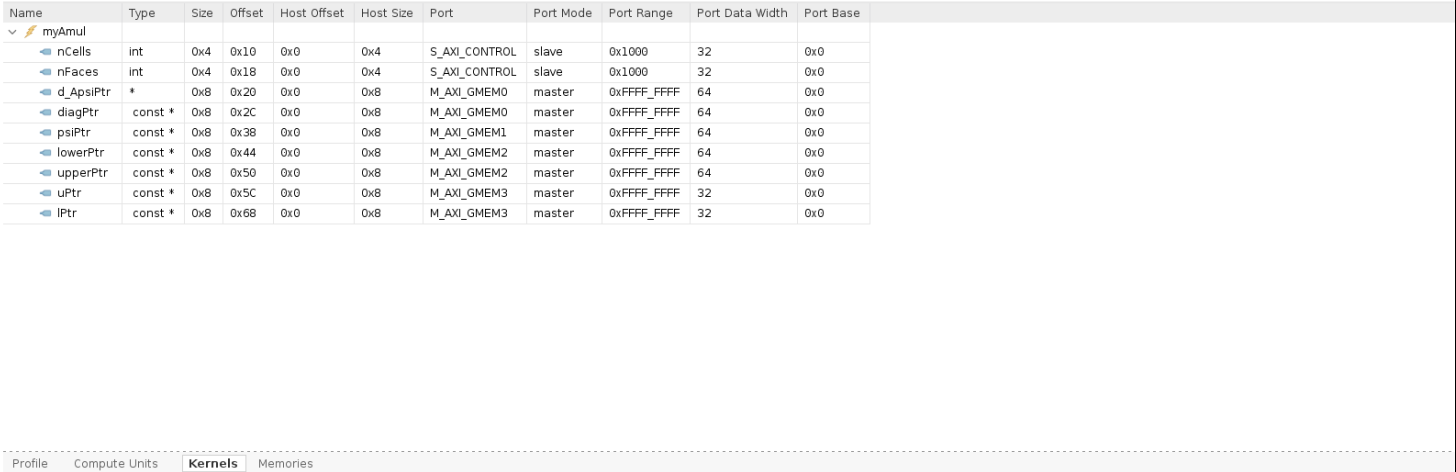 Name Type Size Offset Host Offset Host Size Port Port Mode Port Range Port Data Width Port Base
myAmul
nCells int 0x4 0x10 0x0 0x4 S_AXI_CONTROL slave 0x1000 32 0x0
nFaces int 0x4 0x18 0x0 0x4 S_AXI_CONTROL slave 0x1000 32 0x0
d_ApsiPtr * 0x8 0x20 0x0 0x8 M_AXI_GMEM0 master 0xFFFF_FFFF 64 0x0
diagPtr const * 0x8 0x2C 0x0 0x8 M_AXI_GMEM0 master 0xFFFF_FFFF 64 0x0
psiPtr const * 0x8 0x38 0x0 0x8 M_AXI_GMEM1 master 0xFFFF_FFFF 64 0x0
lowerPtr const * 0x8 0x44 0x0 0x8 M_AXI_GMEM2 master 0xFFFF_FFFF 64 0x0
upperPtr const * 0x8 0x50 0x0 0x8 M_AXI_GMEM2 master 0xFFFF_FFFF 64 0x0
uPtr const * 0x8 0x5C 0x0 0x8 M_AXI_GMEM3 master 0xFFFF_FFFF 32 0x0
lPtr const * 0x8 0x68 0x0 0x8 M_AXI_GMEM3 master 0xFFFF_FFFF 32 0x0
Profile Compute Units Kernels Memories